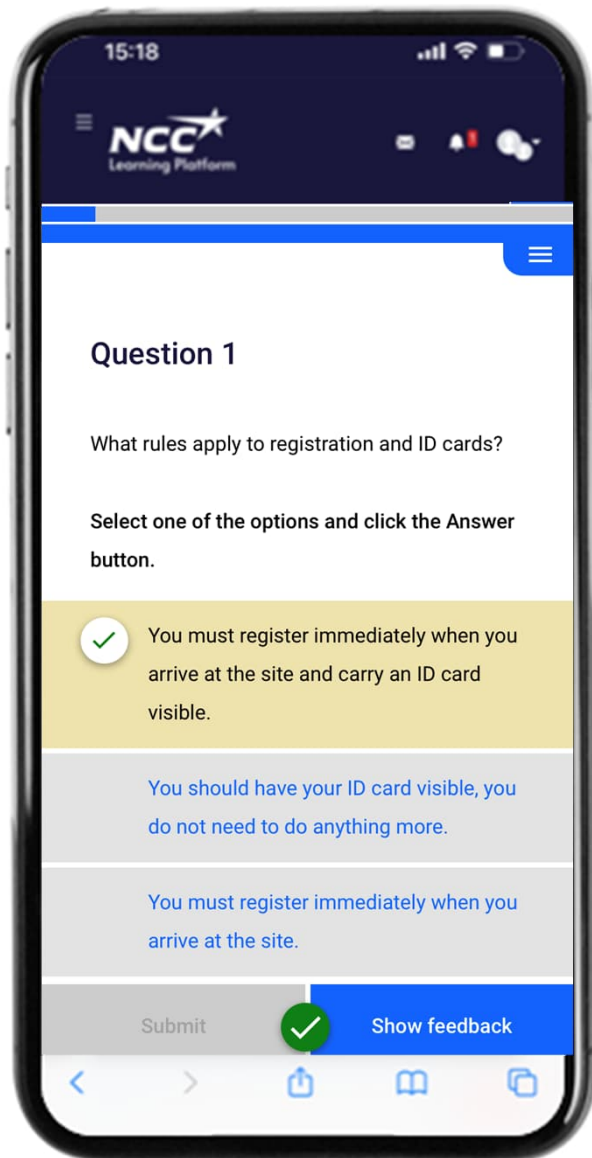 15:18
NCC
Learning Platform
Question 1
What rules apply to registration and ID cards?
Select one of the options and click the Answer
button.
You must register immediately when you
arrive at the site and carry an ID card
visible.
You should have your ID card visible, you
do not need to do anything more.
You must register immediately when you
arrive at the site.
Submit
Show feedback